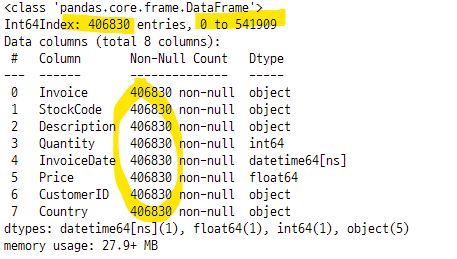 <class 'pandas.core.frame.DataFrame'>
Int64Index: 406830 entries, 0 to 541909
Data columns (total 8 columns):
 #   Column       Non-Null Count   Dtype
---  ------       --------------   -----
 0   Invoice      406830 non-null  object
 1   StockCode    406830 non-null  object
 2   Description  406830 non-null  object
 3   Quantity     406830 non-null  int64
 4   InvoiceDate  406830 non-null  datetime64[ns]
 5   Price        406830 non-null  float64
 6   CustomerID   406830 non-null  object
 7   Country      406830 non-null  object
dtypes: datetime64[ns](1), float64(1), int64(1), object(5)
memory usage: 27.9+ MB